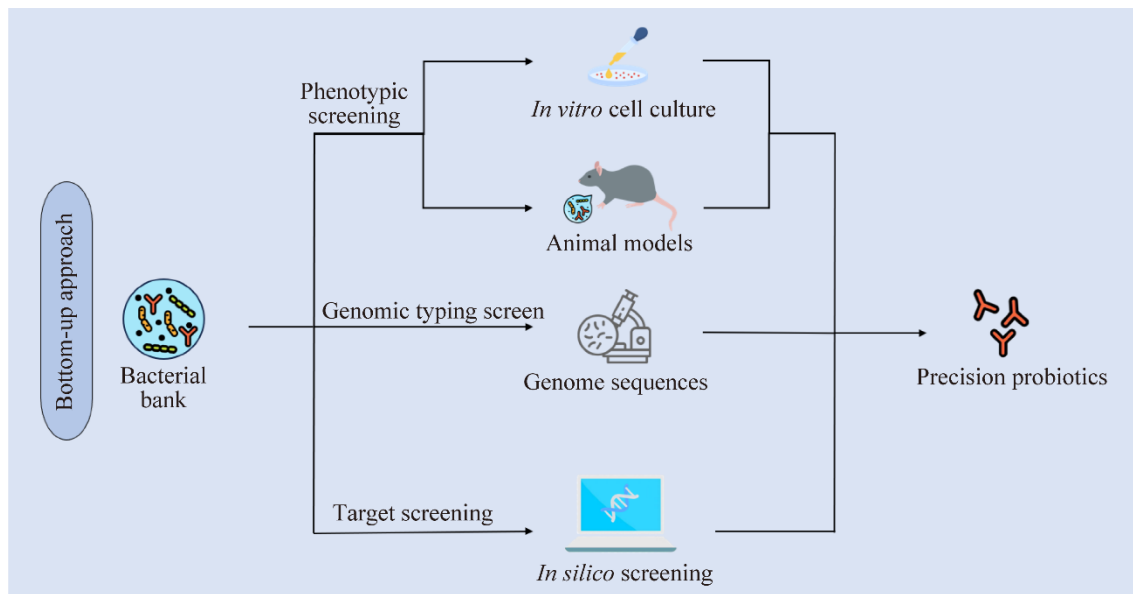 Bottom-up approach
Bacterial
bank
Phenotypic
screening
In vitro cell culture
Animal models
Genomic typing screen
Genome sequences
Target screening
In silico screening
Precision probiotics